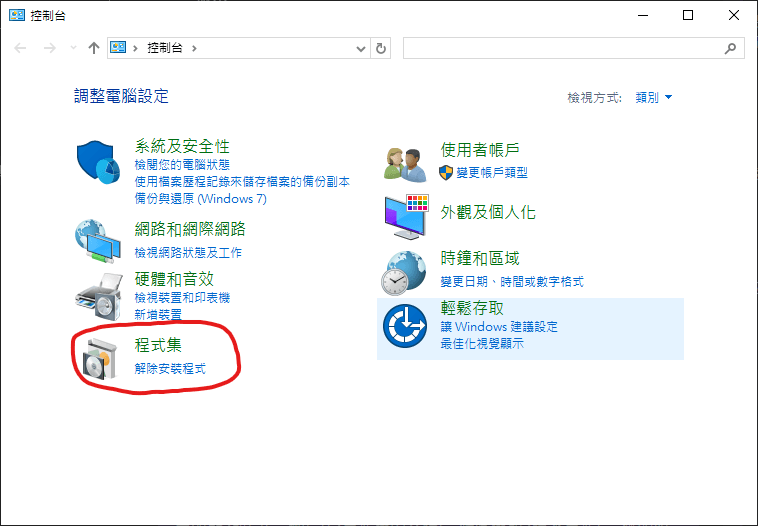 控制台
控制台
調整電腦設定
檢視方式: 類別
系統及安全性
檢閱您的電腦狀態
使用檔案歷程記錄來儲存檔案的備份副本
備份與還原 (Windows 7)
網路和網際網路
檢視網路狀態及工作
硬體和音效
檢視裝置和印表機
新增裝置
程式集
解除安裝程式
使用者帳戶
變更帳戶類型
外觀及個人化
時鐘和區域
變更日期、時間或數字格式
輕鬆存取
讓 Windows 建議設定
最佳化視覺顯示